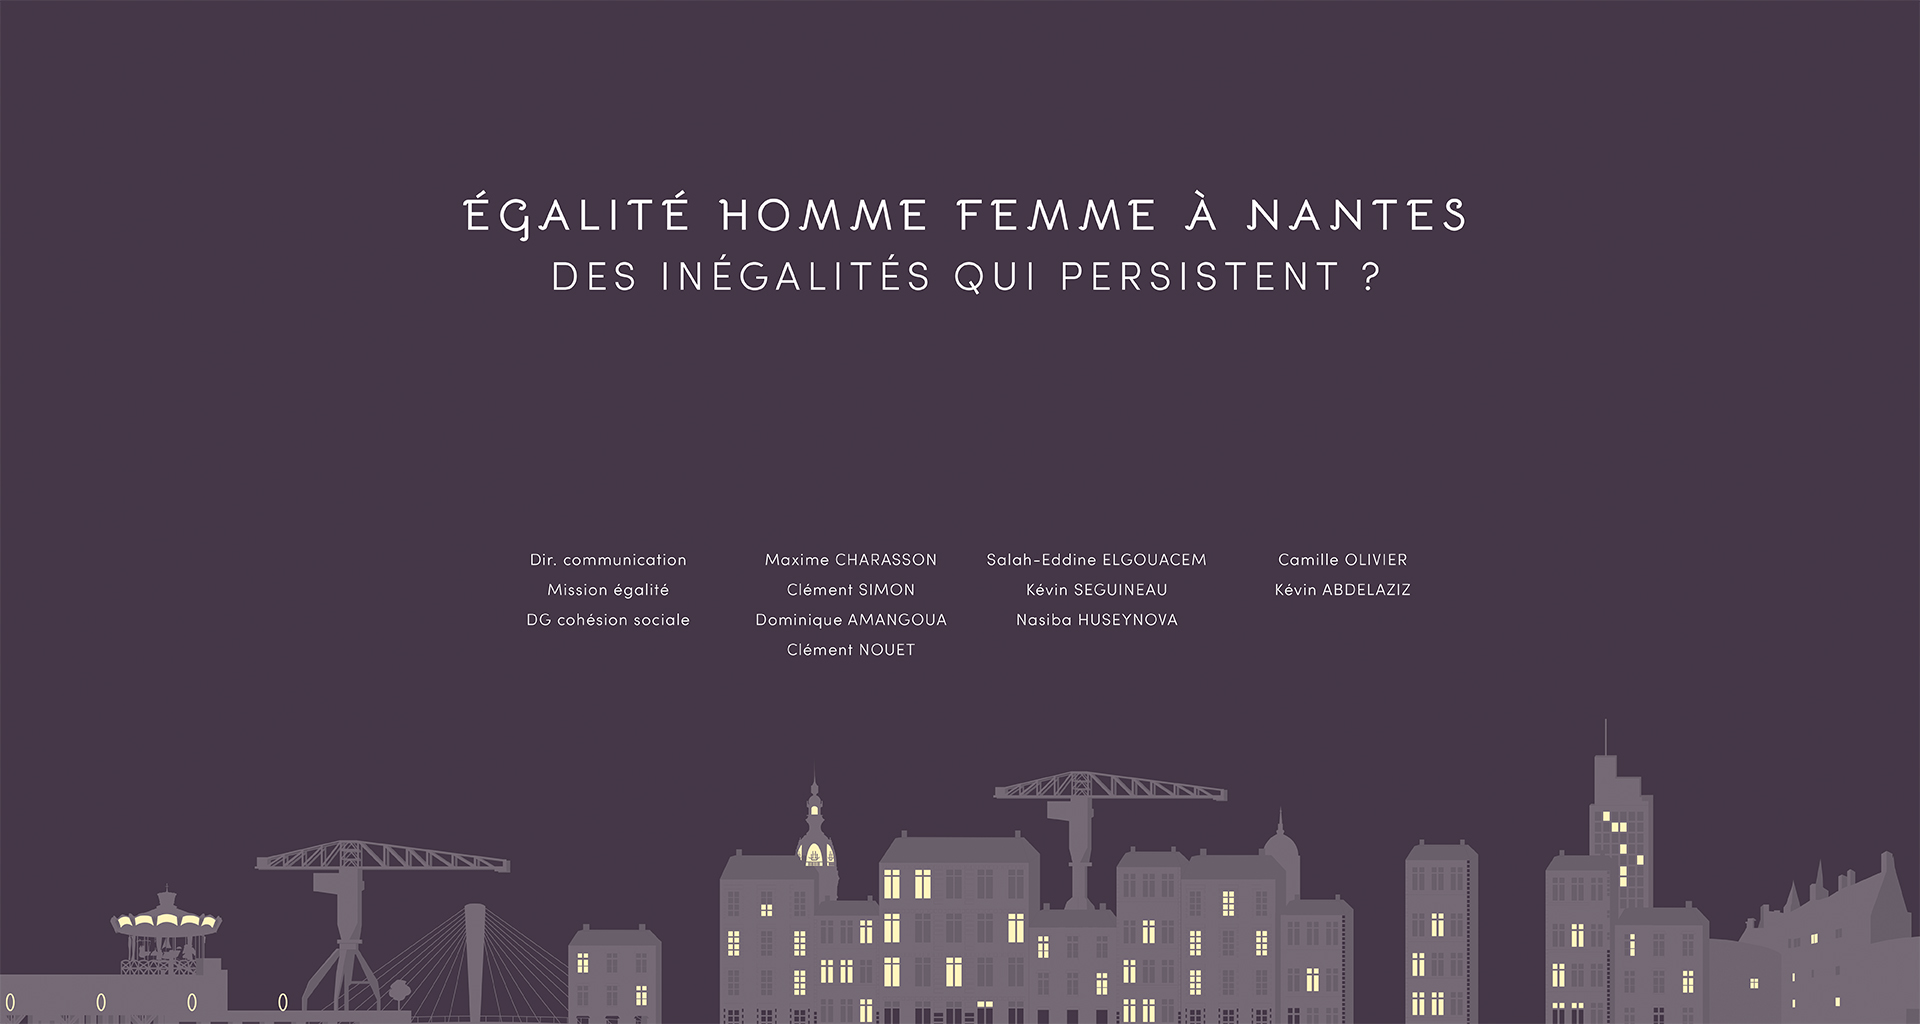 ÉGALITÉ HOMME FEMME À NANTES
DES INÉGALITÉS QUI PERSISTENT ?
Dir. communication
Mission égalité
DG cohésion sociale
Maxime CHARASSON
Clément SIMON
Dominique AMANGOUA
Clément NOUET
Salah-Eddine ELGOUACEM
Kévin SEGUINEAU
Nasiba HUSEYNOVA
Camille OLIVIER
Kévin ABDELAZIZ